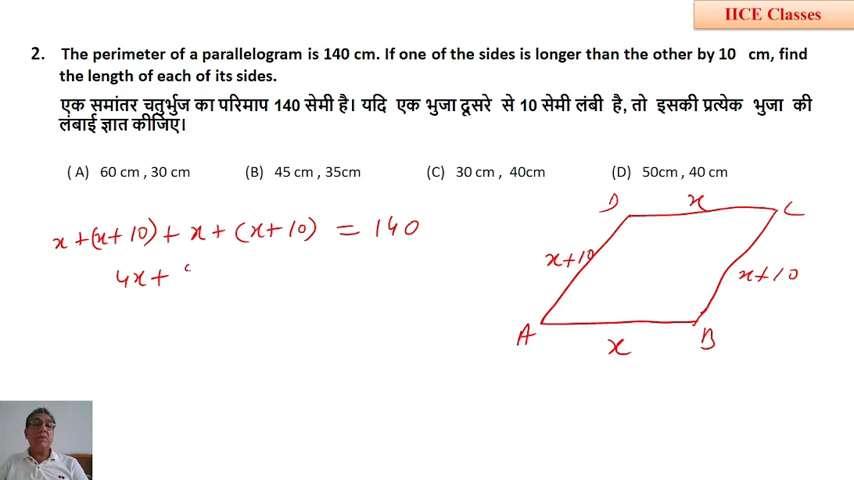 IICE Classes
2. The perimeter of a parallelogram is 140 cm. If one of the sides is longer than the other by 10 cm, find
the length of each of its sides.
एक समांतर चतुर्भुज का परिमाप 140 सेमी है। यदि एक भुजा दूसरे से 10 सेमी लंबी है, तो इसकी प्रत्येक भुजा की
लंबाई ज्ञात कीजिए।
( A) 60 cm , 30 cm (B) 45 cm , 35cm (C) 30 cm , 40cm (D) 50cm , 40 cm
x+(x+10)+x+(x+10) = 140
4x+
D x C
x+10 x+10
A x B